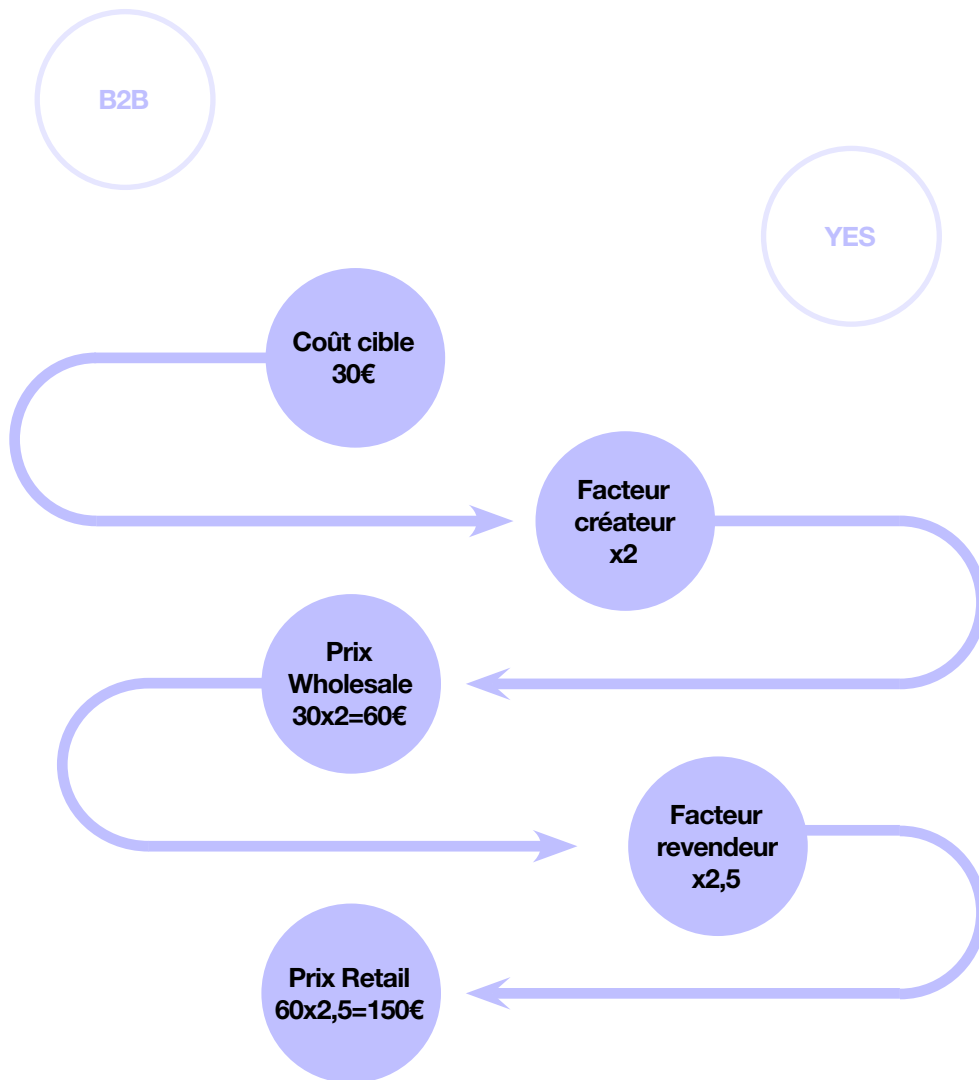 B2B
YES
Coût cible
30€
Facteur
créateur
x2
Prix
Wholesale
30x2=60€
Facteur
revendeur
x2,5
Prix Retail
60x2,5=150€